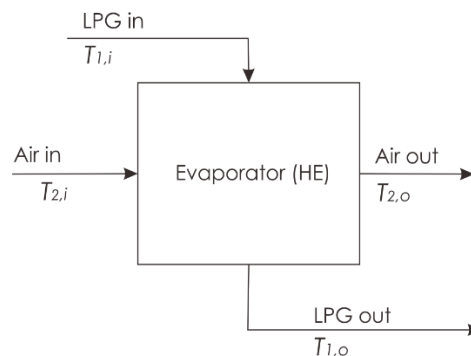 LPG in
T1,i
Air in
T2,i
Evaporator (HE)
Air out
T2,o
LPG out
T1,o